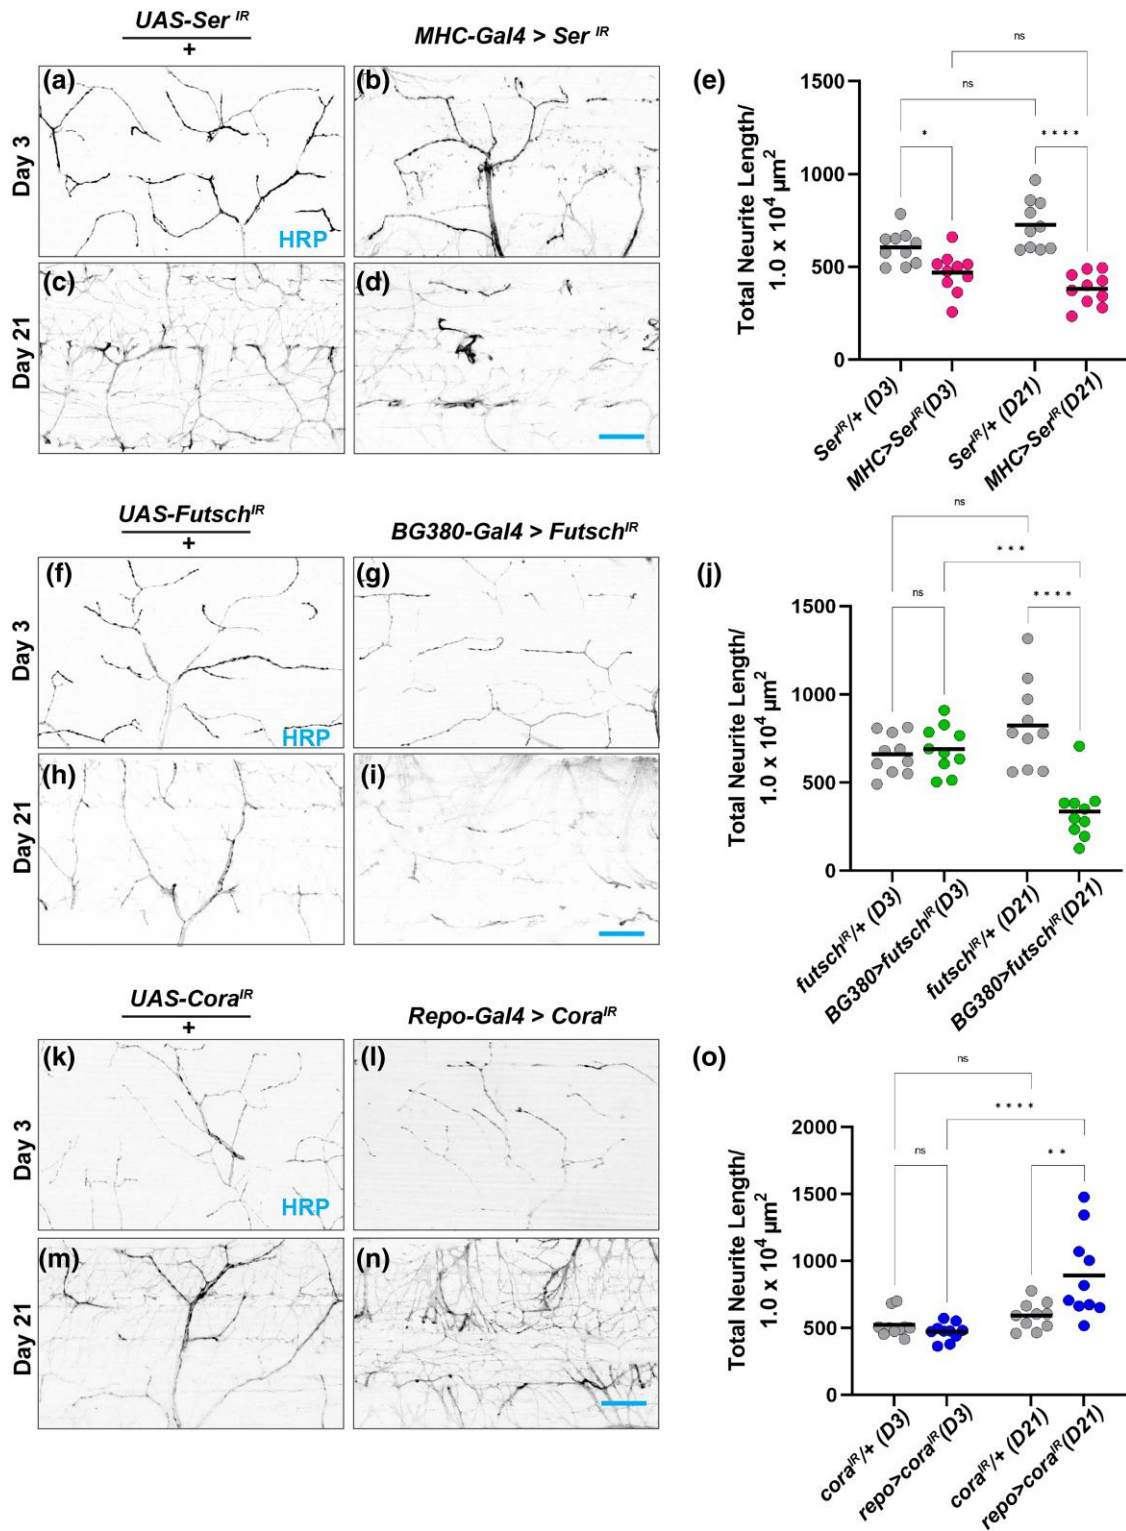 UAS-Ser IR
+
MHC-Gal4 > Ser IR
Day 3
(a)
HRP
(b)
Day 21
(c)
(d)
(e)
Total Neurite Length/
1.0 x 10⁴ µm²
1500
1000
500
0
ns
ns
*
****
Serᴵᴿ/+ (D3)
MHC>Serᴵᴿ(D3)
Serᴵᴿ/+ (D21)
MHC>Serᴵᴿ(D21)
UAS-Futschᴵᴿ
+
BG380-Gal4 > Futschᴵᴿ
Day 3
(f)
HRP
(g)
Day 21
(h)
(i)
(j)
Total Neurite Length/
1.0 x 10⁴ µm²
1500
1000
500
0
ns
***
ns
****
futschᴵᴿ/+ (D3)
BG380>futschᴵᴿ(D3)
futschᴵᴿ/+ (D21)
BG380>futschᴵᴿ(D21)
UAS-Coraᴵᴿ
+
Repo-Gal4 > Coraᴵᴿ
Day 3
(k)
HRP
(l)
Day 21
(m)
(n)
(o)
Total Neurite Length/
1.0 x 10⁴ µm²
2000
1500
1000
500
0
ns
****
ns
**
coraᴵᴿ/+ (D3)
repo>coraᴵᴿ(D3)
coraᴵᴿ/+ (D21)
repo>coraᴵᴿ(D21)